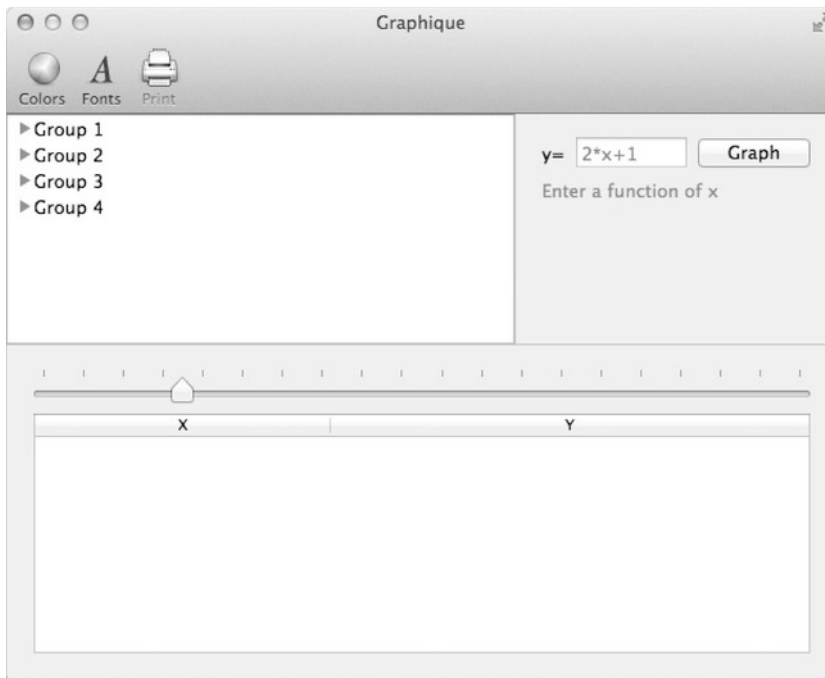 Graphique
Colors Fonts Print
Group 1
Group 2
Group 3
Group 4
y= 2*x+1 Graph
Enter a function of x
X Y